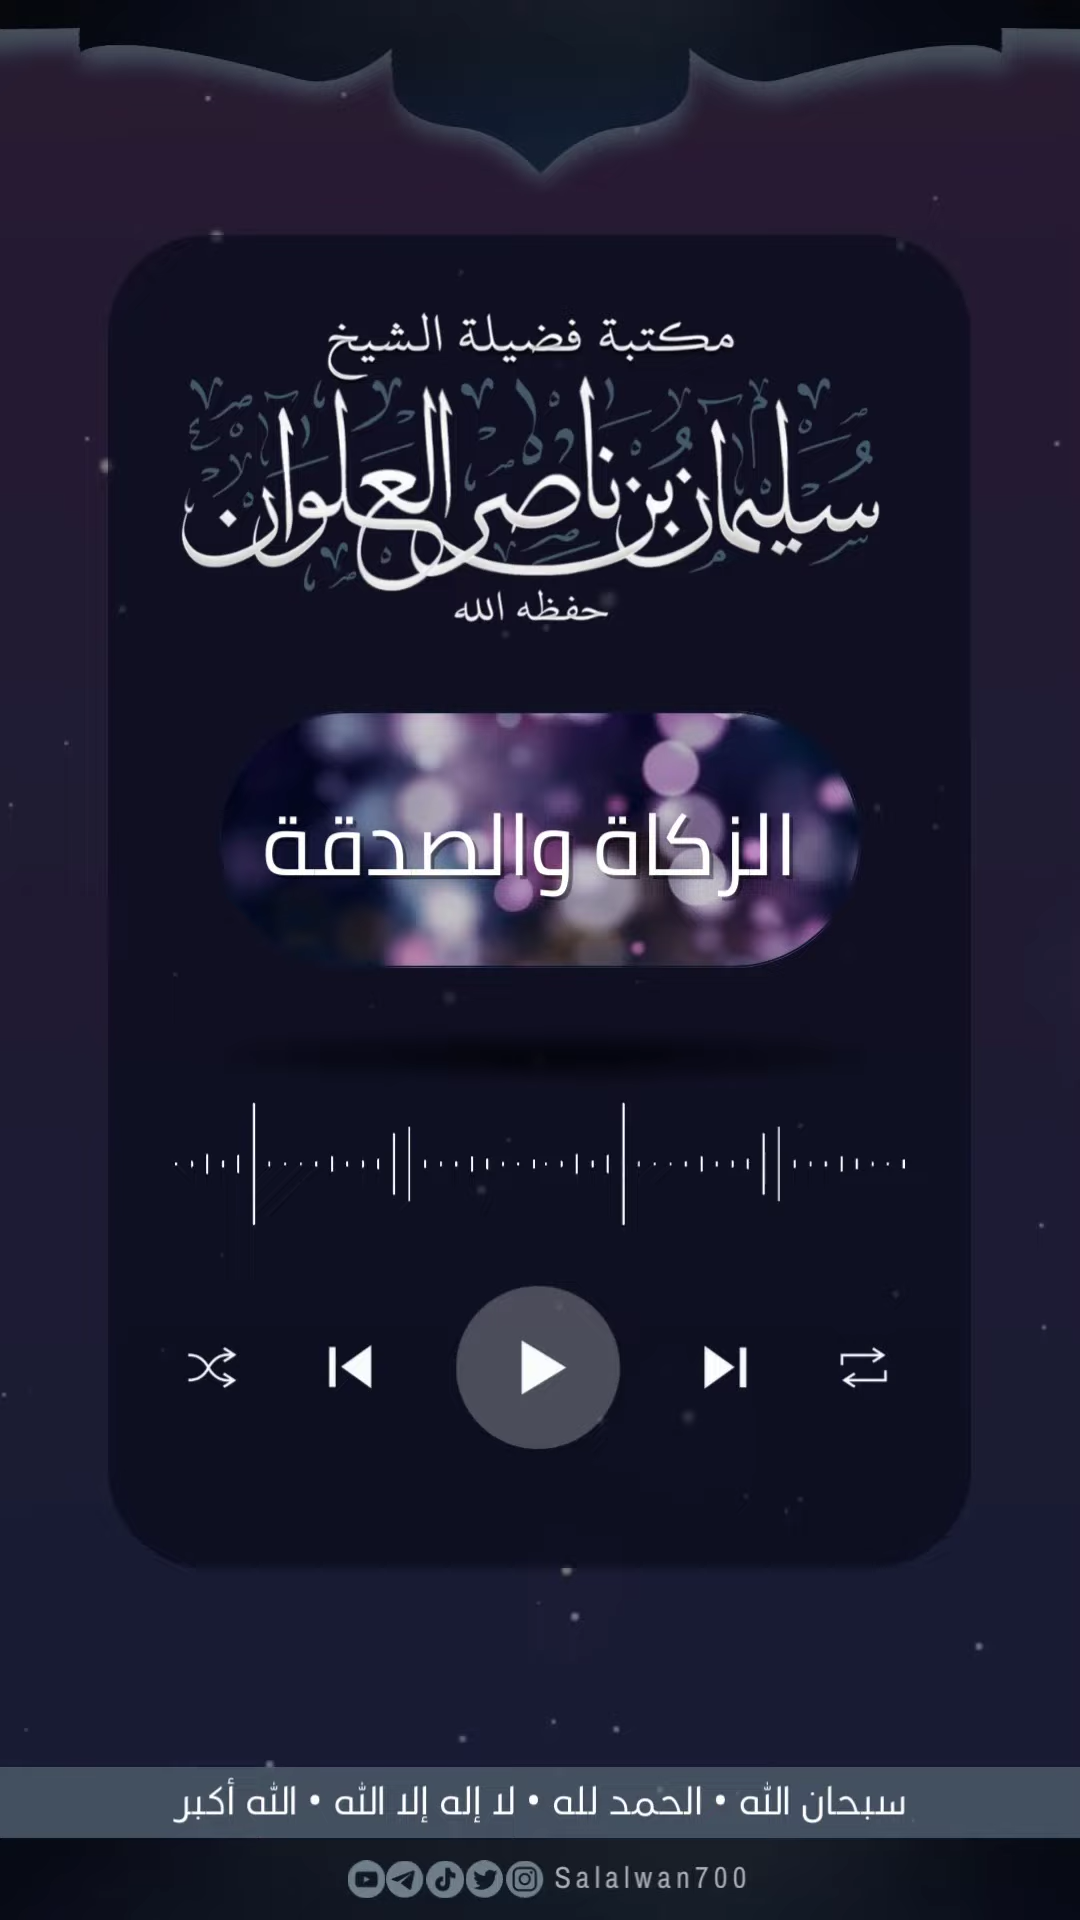 مكتبة فضيلة الشيخ
سُليمان بن ناصر العلوان
حفظه الله
الزكاة والصدقة
سبحان الله • الحمد لله • لا إله إلا الله • الله أكبر
Salalwan700